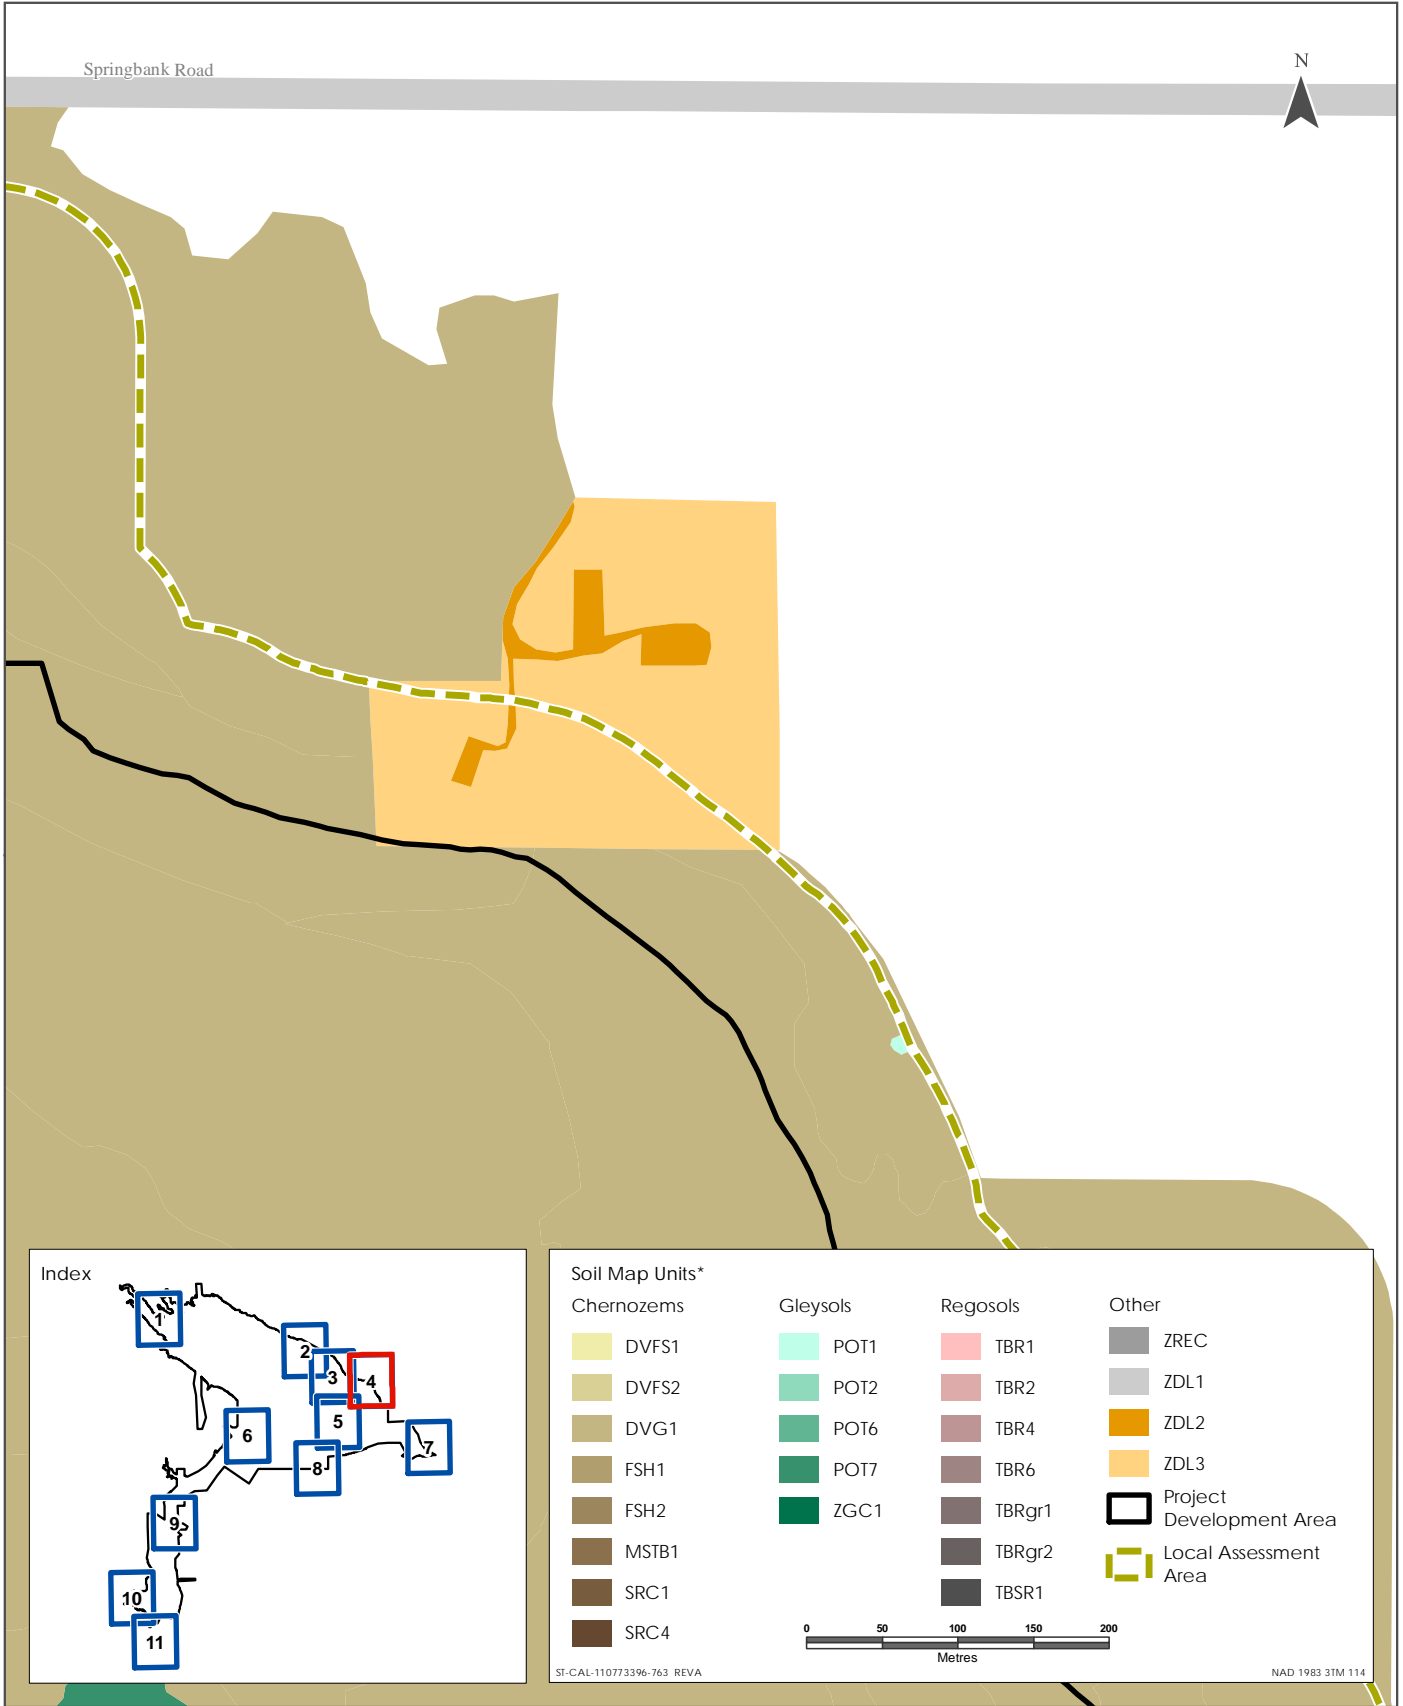 Springbank Road
N
Index
1
2
3
4
5
6
7
8
9
10
11
Soil Map Units*
Chernozems
DVFS1
DVFS2
DVG1
FSH1
FSH2
MSTB1
SRC1
SRC4
Gleysols
POT1
POT2
POT6
POT7
ZGC1
Regosols
TBR1
TBR2
TBR4
TBR6
TBRgr1
TBRgr2
TBSR1
Other
ZREC
ZDL1
ZDL2
ZDL3
Project
Development Area
Local Assessment
Area
0 50 100 150 200
Metres
ST-CAL-110773396-763 REVA
NAD 1983 3TM 114